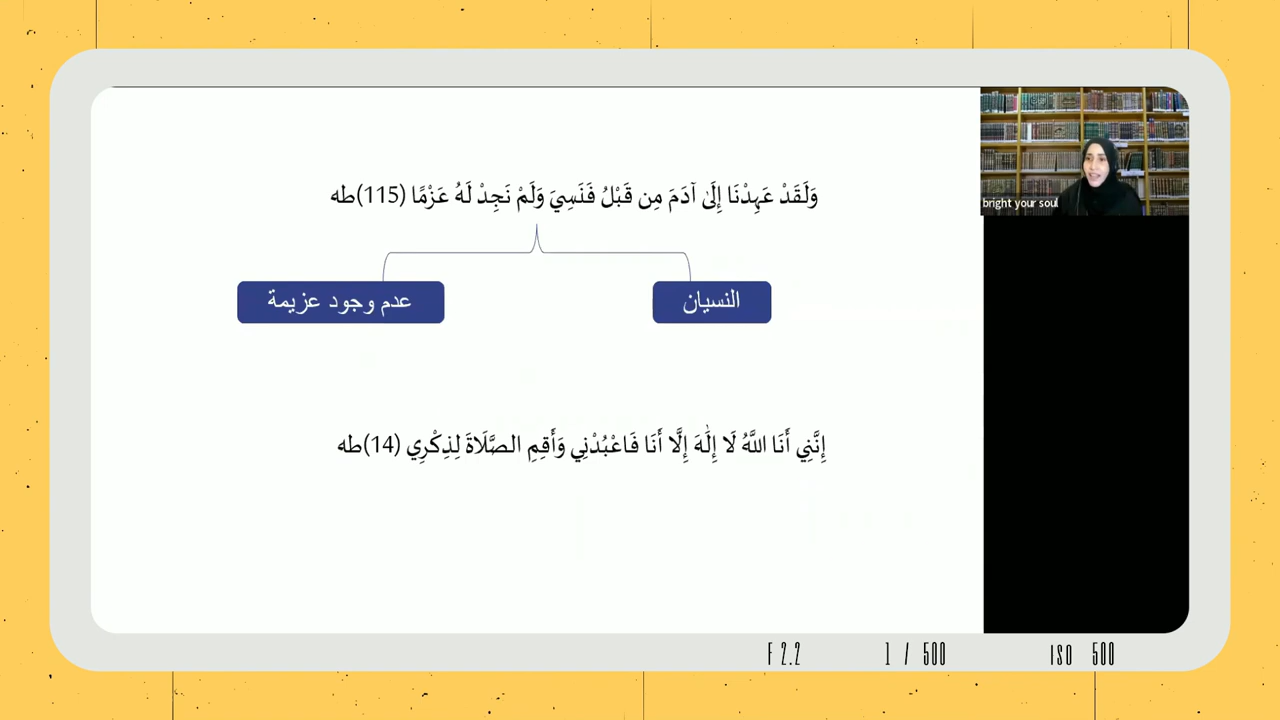 وَلَقَدْ عَهِدْنَا إِلَىٰ آدَمَ مِن قَبْلُ فَنَسِيَ وَلَمْ نَجِدْ لَهُ عَزْمًا (115)طه
النسيان
عدم وجود عزيمة
إِنَّنِي أَنَا اللَّهُ لَا إِلَٰهَ إِلَّا أَنَا فَاعْبُدْنِي وَأَقِمِ الصَّلَاةَ لِذِكْرِي (14)طه
bright your soul
F 2.2 1 / 500 ISO 500